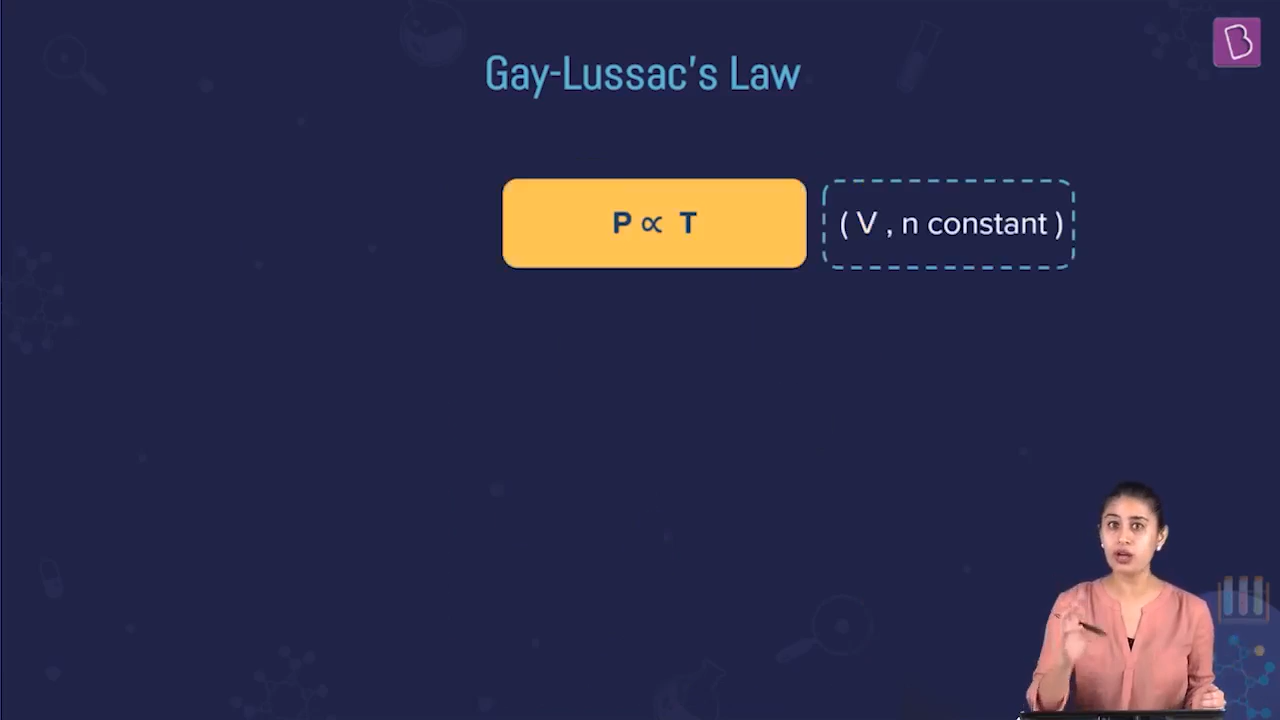 Gay-Lussac's Law
P ∝ T
( V , n constant )